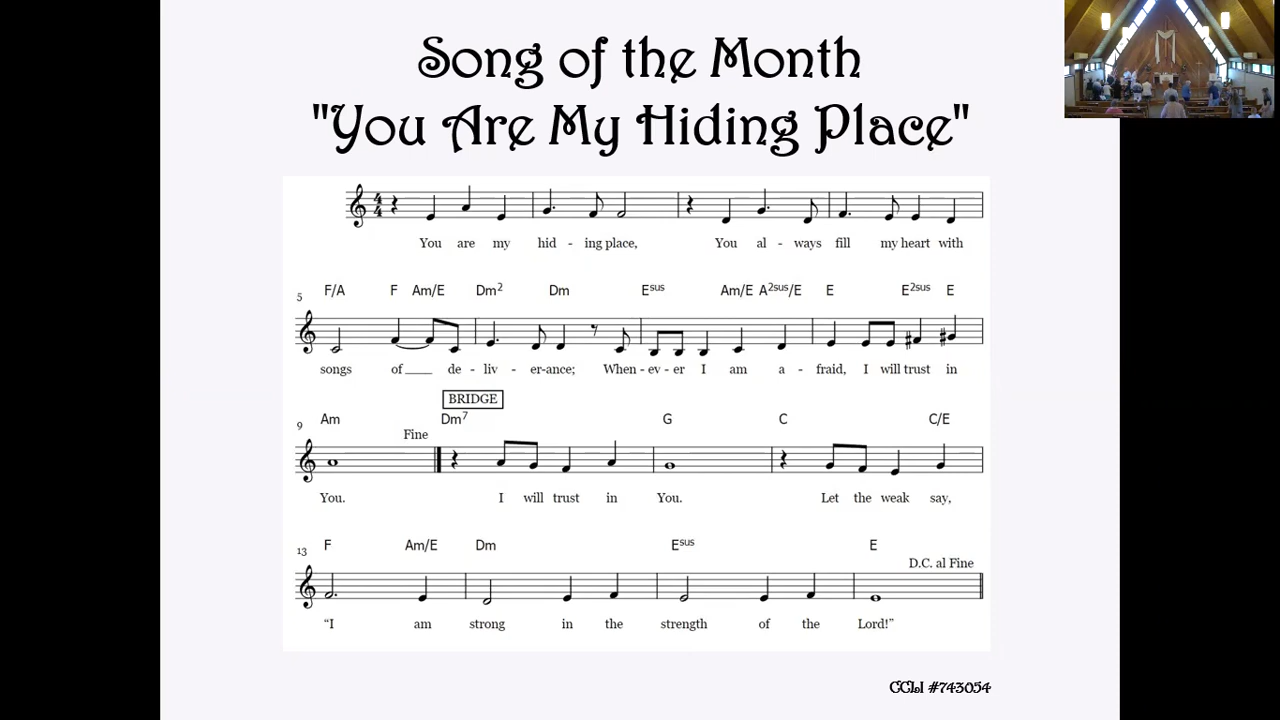 Song of the Month
"You Are My Hiding Place"
4
4
You are my hid - ing place, You al - ways fill my heart with
F/A F Am/E Dm2 Dm Esus Am/E A2sus/E E E2sus E
5
songs of ____ de - liv - er-ance; When - ev - er I am a - fraid, I will trust in
BRIDGE
Am Dm7 G C C/E
9
Fine
You. I will trust in You. Let the weak say,
F Am/E Dm Esus E
13
D.C. al Fine
“I am strong in the strength of the Lord!”
CCLI #743054